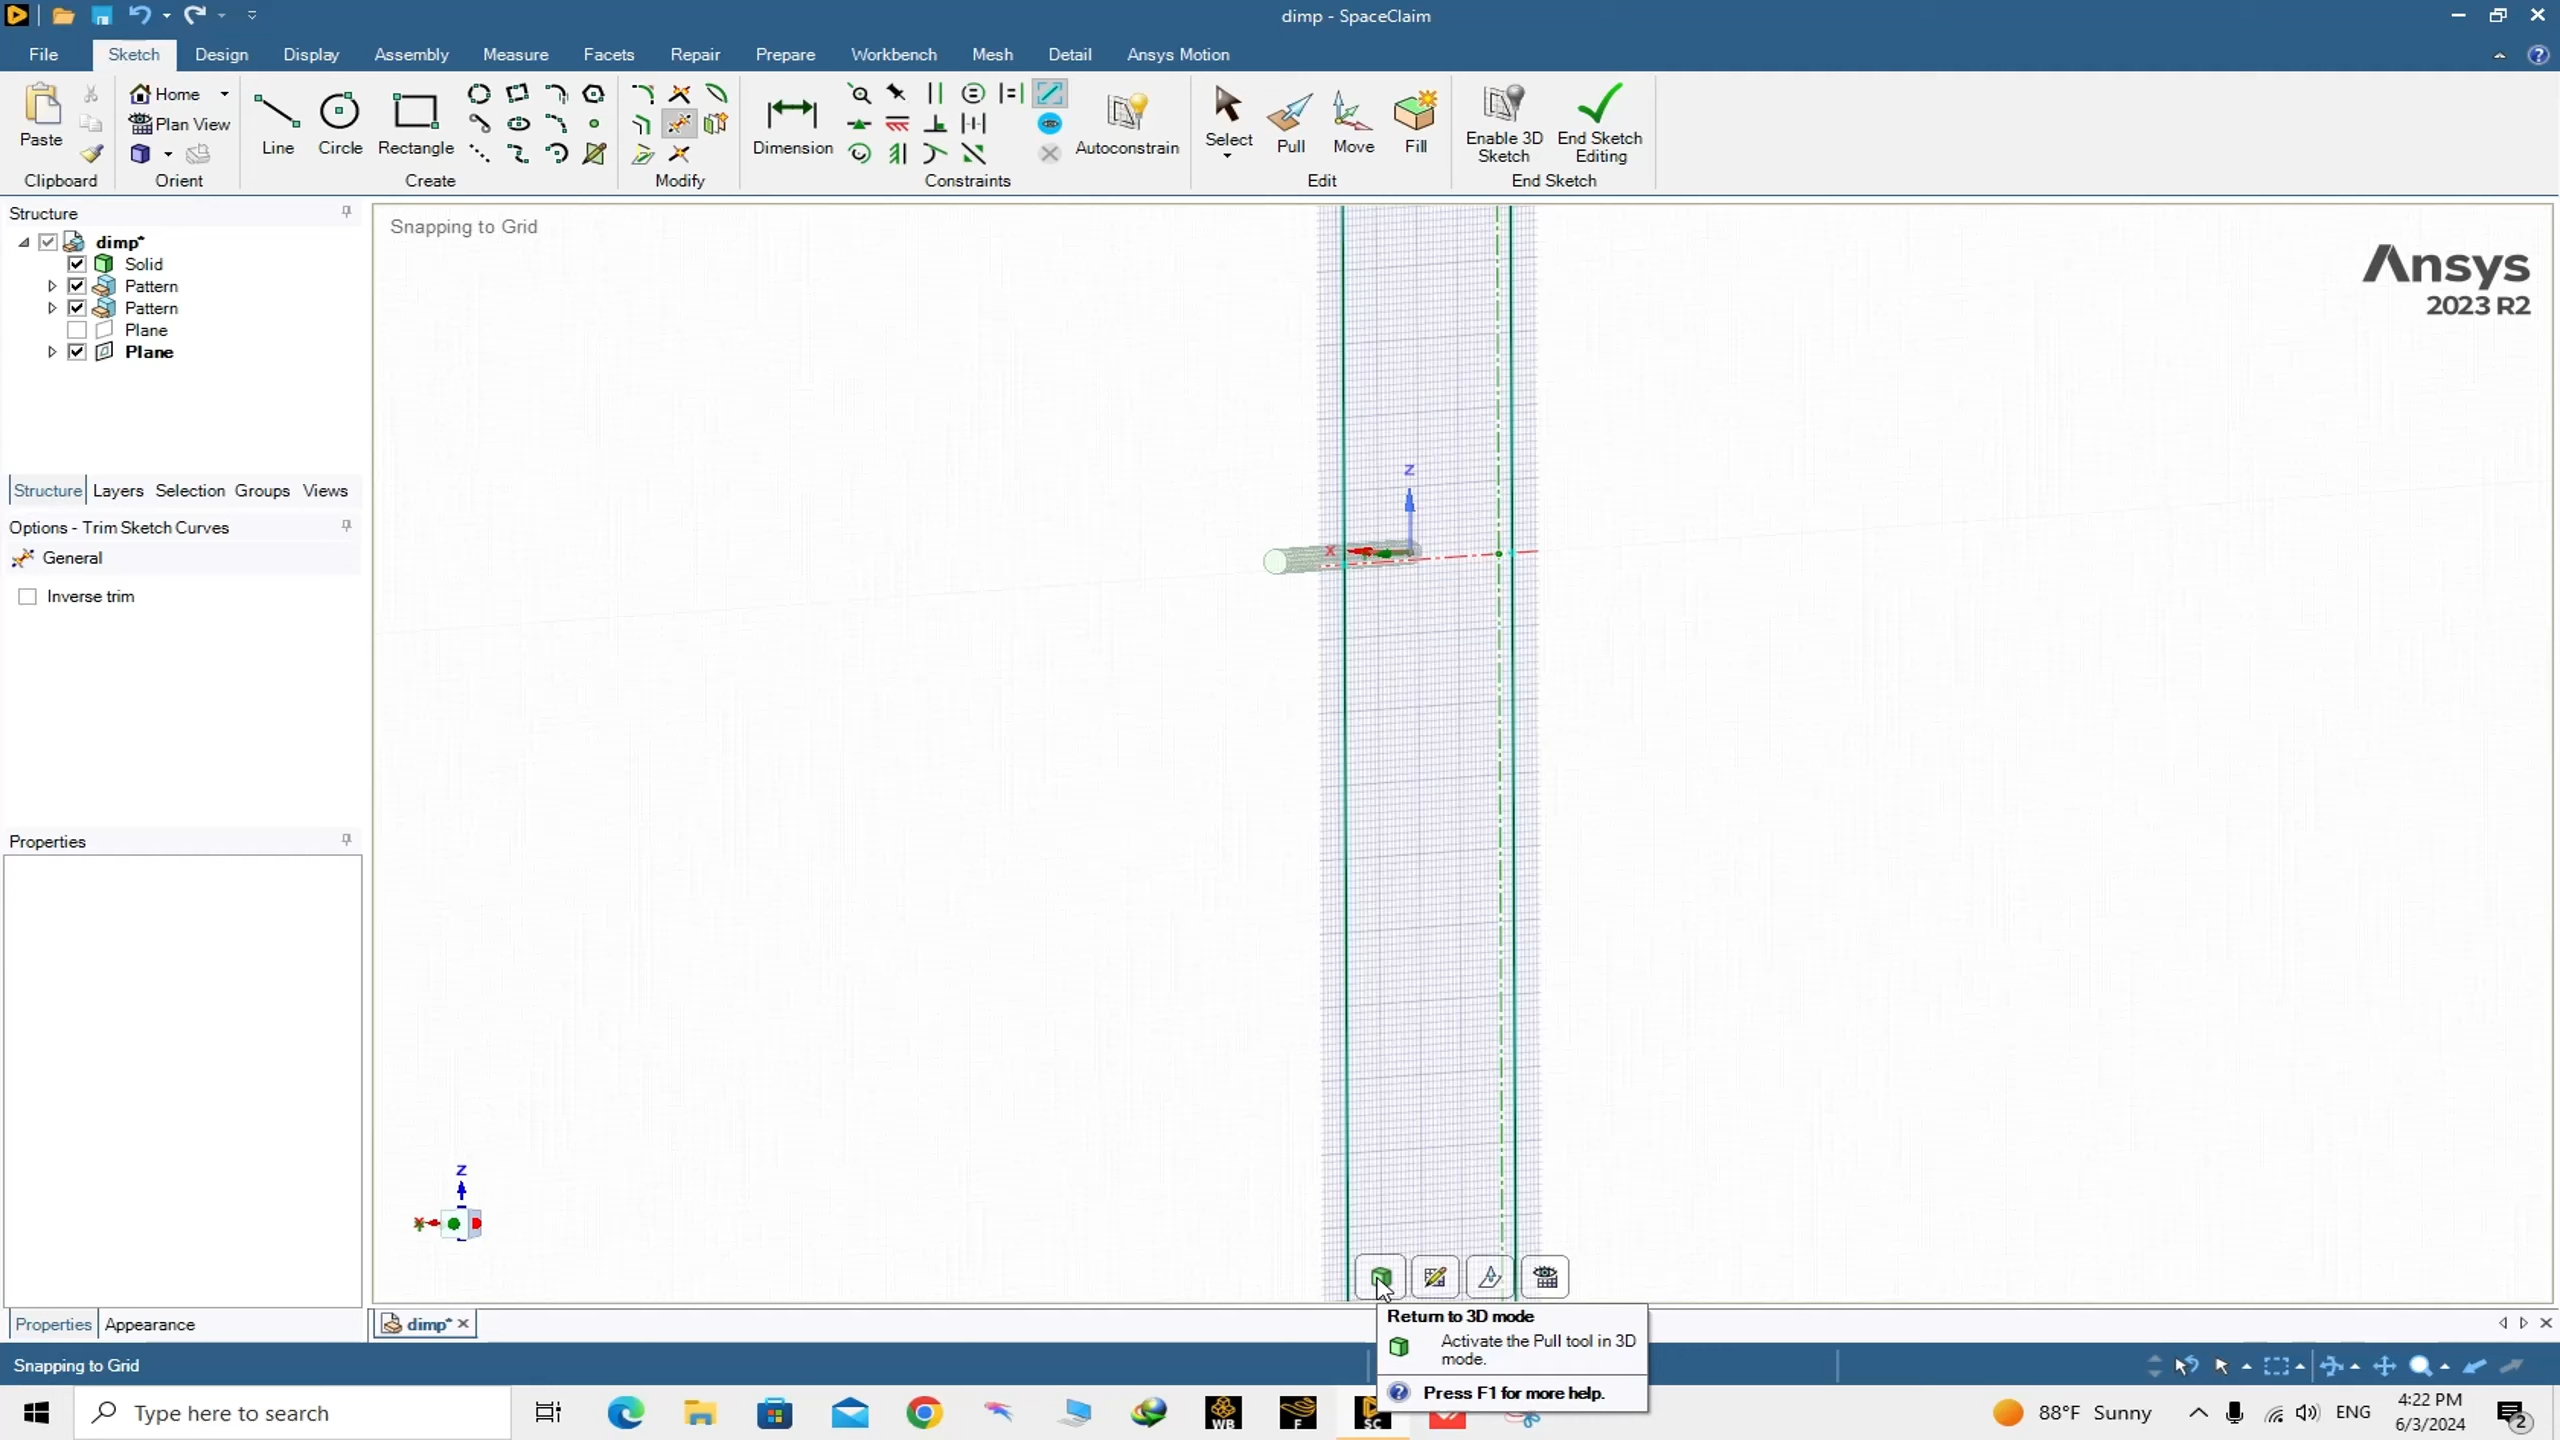 dimp - SpaceClaim
File Sketch Design Display Assembly Measure Facets Repair Prepare Workbench Mesh Detail Ansys Motion
Paste
Home
Plan View
Line Circle Rectangle
Dimension
Autoconstrain
Select Pull Move Fill
Enable 3D Sketch
End Sketch Editing
Clipboard Orient Create Modify Constraints Edit End Sketch
Structure
dimp*
Solid
Pattern
Pattern
Plane
Plane
Structure Layers Selection Groups Views
Options - Trim Sketch Curves
General
Inverse trim
Properties
Properties Appearance
Snapping to Grid
Ansys
2023 R2
Z
X
Z
X
dimp*
Return to 3D mode
Activate the Pull tool in 3D
mode.
Press F1 for more help.
Snapping to Grid
Type here to search
WB
F
SC
88°F Sunny
ENG
4:22 PM
6/3/2024
2